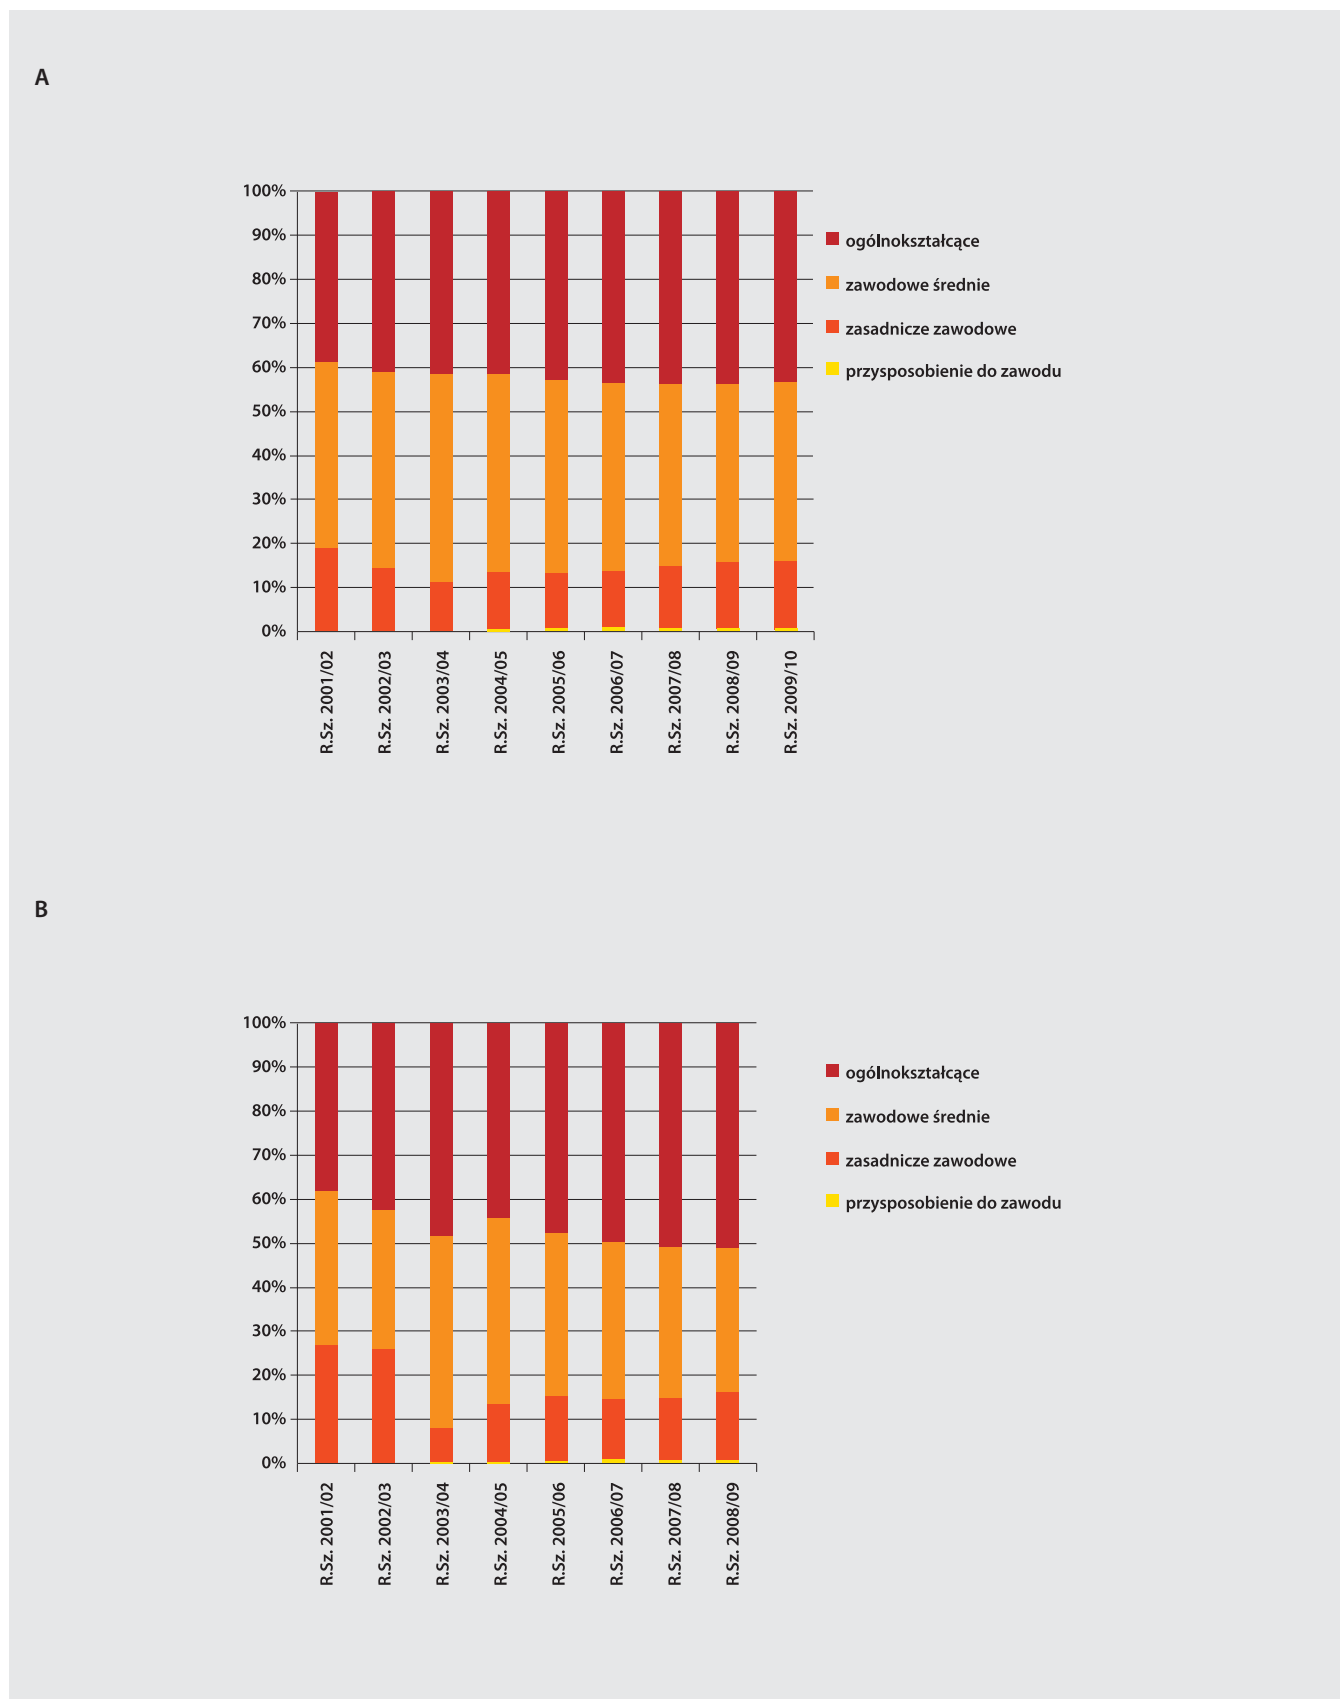 A
100%
90%
80%
70%
60%
50%
40%
30%
20%
10%
0%
R.Sz. 2001/02
R.Sz. 2002/03
R.Sz. 2003/04
R.Sz. 2004/05
R.Sz. 2005/06
R.Sz. 2006/07
R.Sz. 2007/08
R.Sz. 2008/09
R.Sz. 2009/10
ogólnokształcące
zawodowe średnie
zasadnicze zawodowe
przysposobienie do zawodu
B
100%
90%
80%
70%
60%
50%
40%
30%
20%
10%
0%
R.Sz. 2001/02
R.Sz. 2002/03
R.Sz. 2003/04
R.Sz. 2004/05
R.Sz. 2005/06
R.Sz. 2006/07
R.Sz. 2007/08
R.Sz. 2008/09
ogólnokształcące
zawodowe średnie
zasadnicze zawodowe
przysposobienie do zawodu